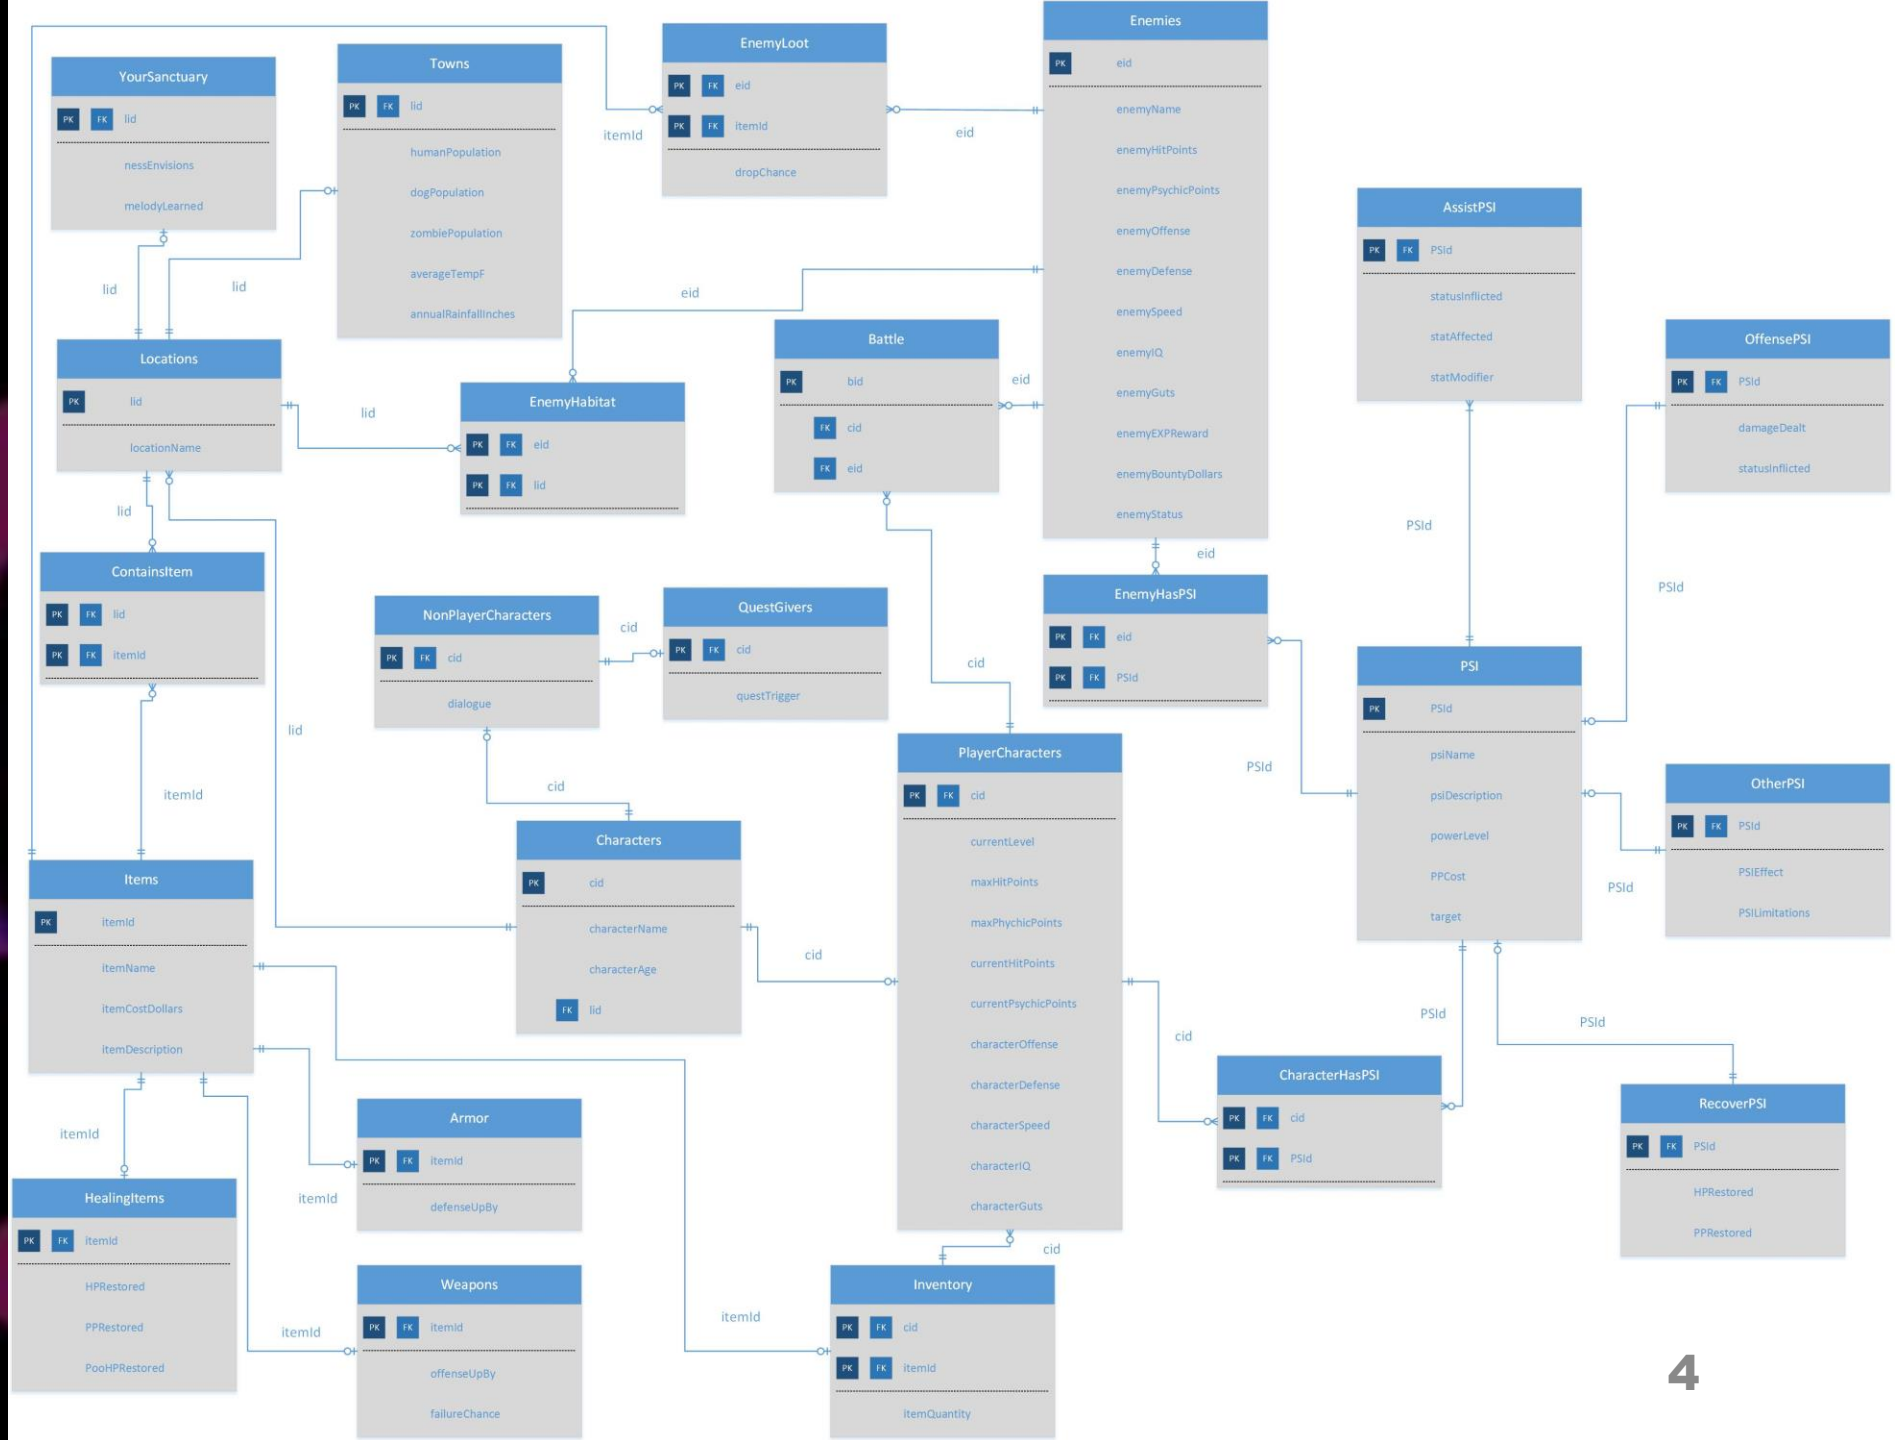 Enemies
PK eid
enemyName
enemyHitPoints
enemyPsychicPoints
enemyOffense
enemyDefense
enemySpeed
enemyIQ
enemyGuts
enemyEXPReward
enemyBountyDollars
enemyStatus
EnemyLoot
PK FK eid
PK FK itemId
dropChance
itemId
eid
Towns
PK FK lid
humanPopulation
dogPopulation
zombiePopulation
averageTempF
annualRainfallInches
YourSanctuary
PK FK lid
nessEnvisions
melodyLearned
lid
lid
eid
Locations
PK lid
locationName
lid
EnemyHabitat
PK FK eid
PK FK lid
Battle
PK bid
FK cid
FK eid
eid
AssistPSI
PK FK PSId
statusInflicted
statAffected
statModifier
OffensePSI
PK FK PSId
damageDealt
statusInflicted
PSId
PSId
lid
ContainsItem
PK FK lid
PK FK itemId
NonPlayerCharacters
PK FK cid
dialogue
cid
QuestGivers
PK FK cid
questTrigger
cid
eid
EnemyHasPSI
PK FK eid
PK FK PSId
PSId
PSI
PK PSId
psiName
psiDescription
powerLevel
PPCost
target
OtherPSI
PK FK PSId
PSIEffect
PSILimitations
PSId
lid
itemId
cid
Characters
PK cid
characterName
characterAge
FK lid
cid
PlayerCharacters
PK FK cid
currentLevel
maxHitPoints
maxPhychicPoints
currentHitPoints
currentPsychicPoints
characterOffense
characterDefense
characterSpeed
characterIQ
characterGuts
cid
PSId
PSId
CharacterHasPSI
PK FK cid
PK FK PSId
RecoverPSI
PK FK PSId
HPRestored
PPRestored
Items
PK itemId
itemName
itemCostDollars
itemDescription
itemId
Armor
PK FK itemId
defenseUpBy
itemId
HealingItems
PK FK itemId
HPRestored
PPRestored
PooHPRestored
Weapons
PK FK itemId
offenseUpBy
failureChance
itemId
itemId
cid
Inventory
PK FK cid
PK FK itemId
itemQuantity
4